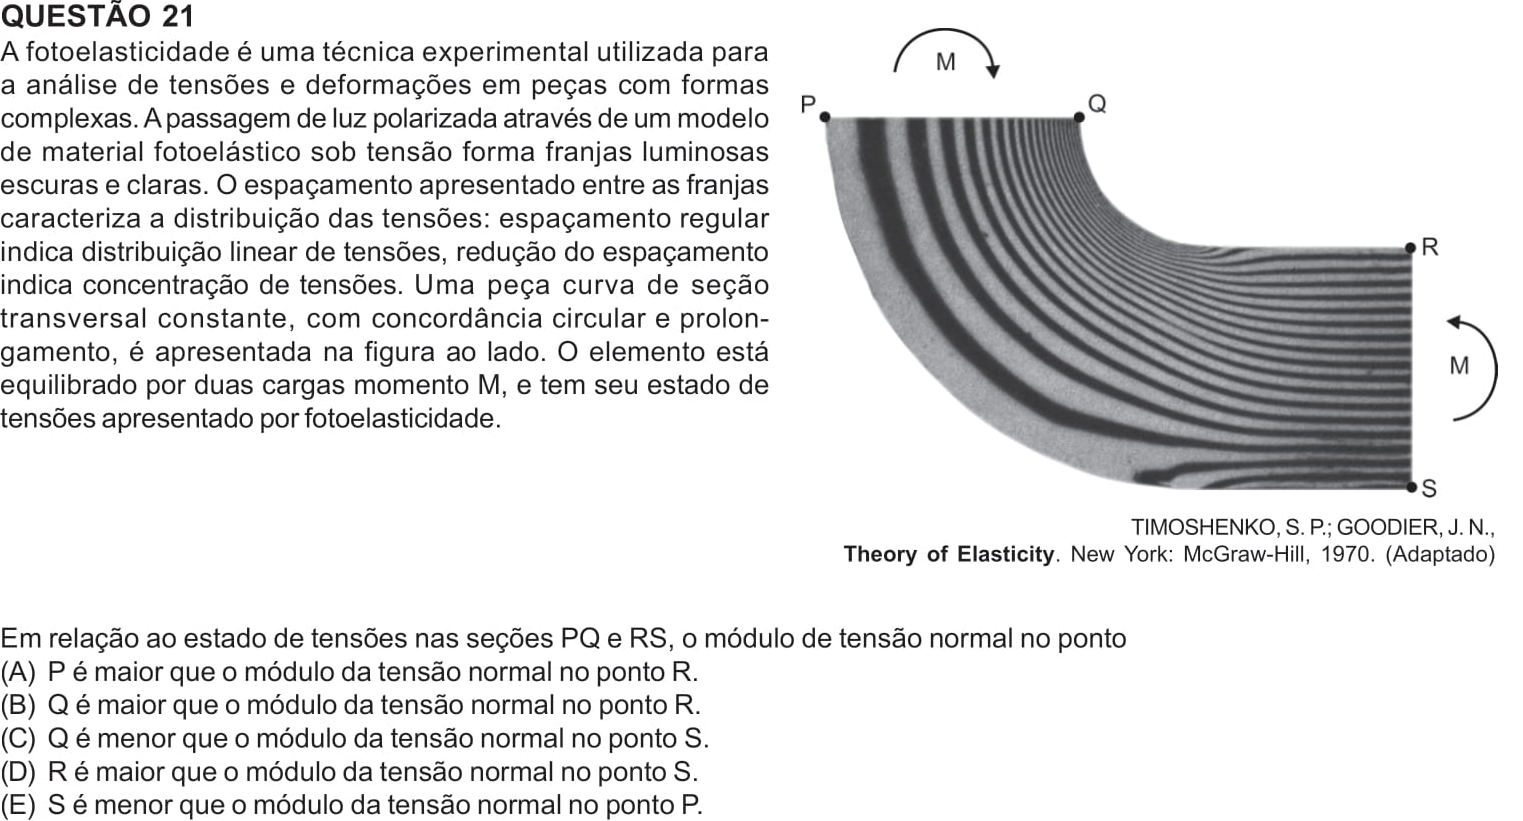 QUESTÃO 21
A fotoelasticidade é uma técnica experimental utilizada para
a análise de tensões e deformações em peças com formas
complexas. A passagem de luz polarizada através de um modelo
de material fotoelástico sob tensão forma franjas luminosas
escuras e claras. O espaçamento apresentado entre as franjas
caracteriza a distribuição das tensões: espaçamento regular
indica distribuição linear de tensões, redução do espaçamento
indica concentração de tensões. Uma peça curva de seção
transversal constante, com concordância circular e prolon-
gamento, é apresentada na figura ao lado. O elemento está
equilibrado por duas cargas momento M, e tem seu estado de
tensões apresentado por fotoelasticidade.
M
P
Q
R
M
S
TIMOSHENKO, S. P.; GOODIER, J. N.,
Theory of Elasticity. New York: McGraw-Hill, 1970. (Adaptado)
Em relação ao estado de tensões nas seções PQ e RS, o módulo de tensão normal no ponto
(A) P é maior que o módulo da tensão normal no ponto R.
(B) Q é maior que o módulo da tensão normal no ponto R.
(C) Q é menor que o módulo da tensão normal no ponto S.
(D) R é maior que o módulo da tensão normal no ponto S.
(E) S é menor que o módulo da tensão normal no ponto P.